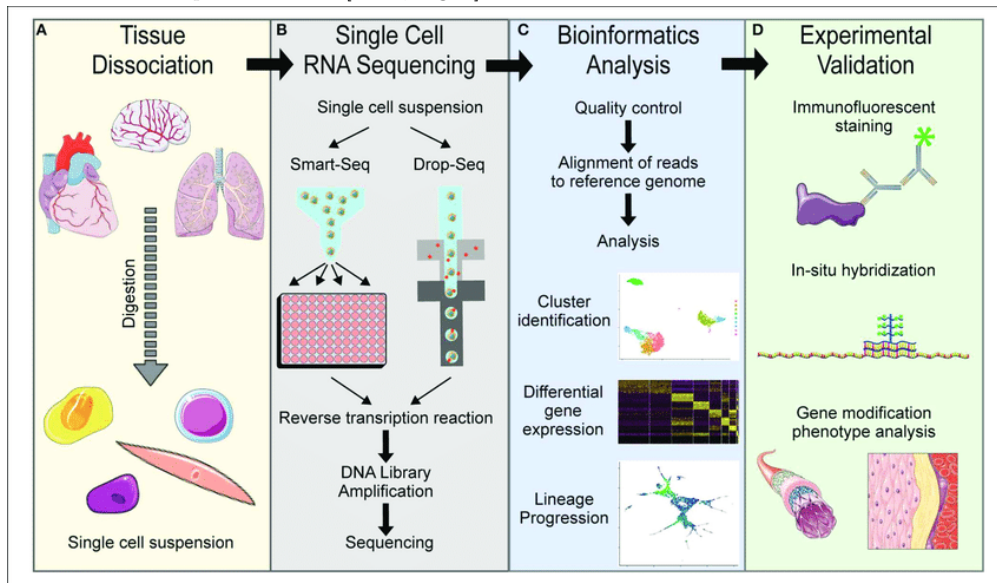 A
Tissue
Dissociation
Digestion
Single cell suspension
B
Single Cell
RNA Sequencing
Single cell suspension
Smart-Seq
Drop-Seq
Reverse transription reaction
DNA Library
Amplification
Sequencing
C
Bioinformatics
Analysis
Quality control
Alignment of reads
to reference genome
Analysis
Cluster
identification
Differential
gene
expression
Lineage
Progression
D
Experimental
Validation
Immunofluorescent
staining
In-situ hybridization
Gene modification
phenotype analysis